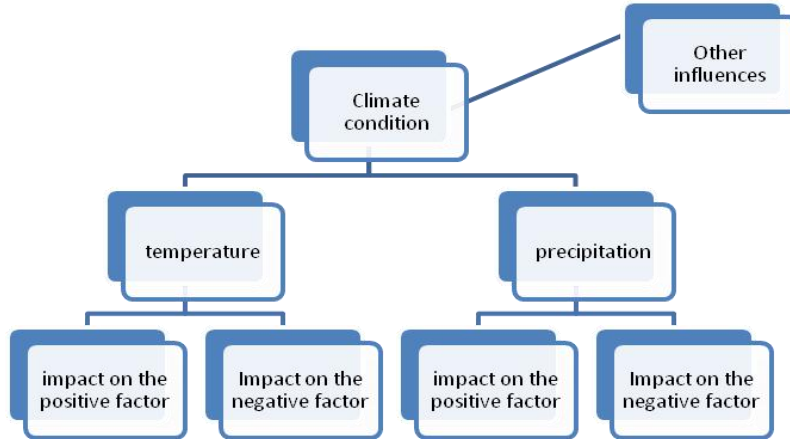 Other
influences
Climate
condition
temperature
precipitation
impact on the
positive factor
Impact on the
negative factor
impact on the
positive factor
Impact on the
negative factor